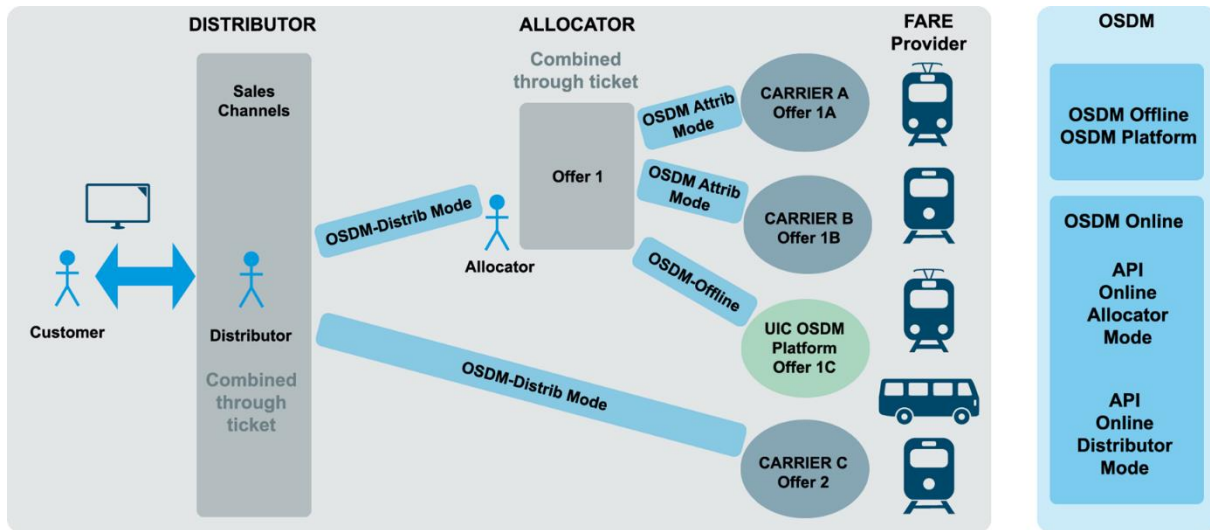 DISTRIBUTOR
Sales
Channels
Customer
Distributor
Combined
through
ticket
OSDM-Distrib Mode
OSDM-Distrib Mode
ALLOCATOR
Combined
through ticket
Offer 1
Allocator
OSDM Attrib
Mode
OSDM Attrib
Mode
OSDM-Offline
FARE
Provider
CARRIER A
Offer 1A
CARRIER B
Offer 1B
UIC OSDM
Platform
Offer 1C
CARRIER C
Offer 2
OSDM
OSDM Offline
OSDM Platform
OSDM Online
API
Online
Allocator
Mode
API
Online
Distributor
Mode